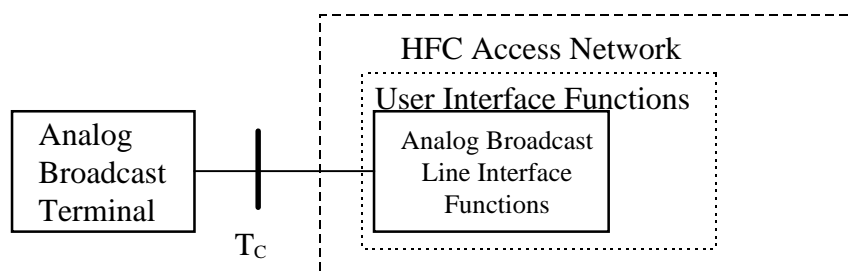 HFC Access Network
User Interface Functions
Analog
Broadcast
Terminal
Analog Broadcast
Line Interface
Functions
TC